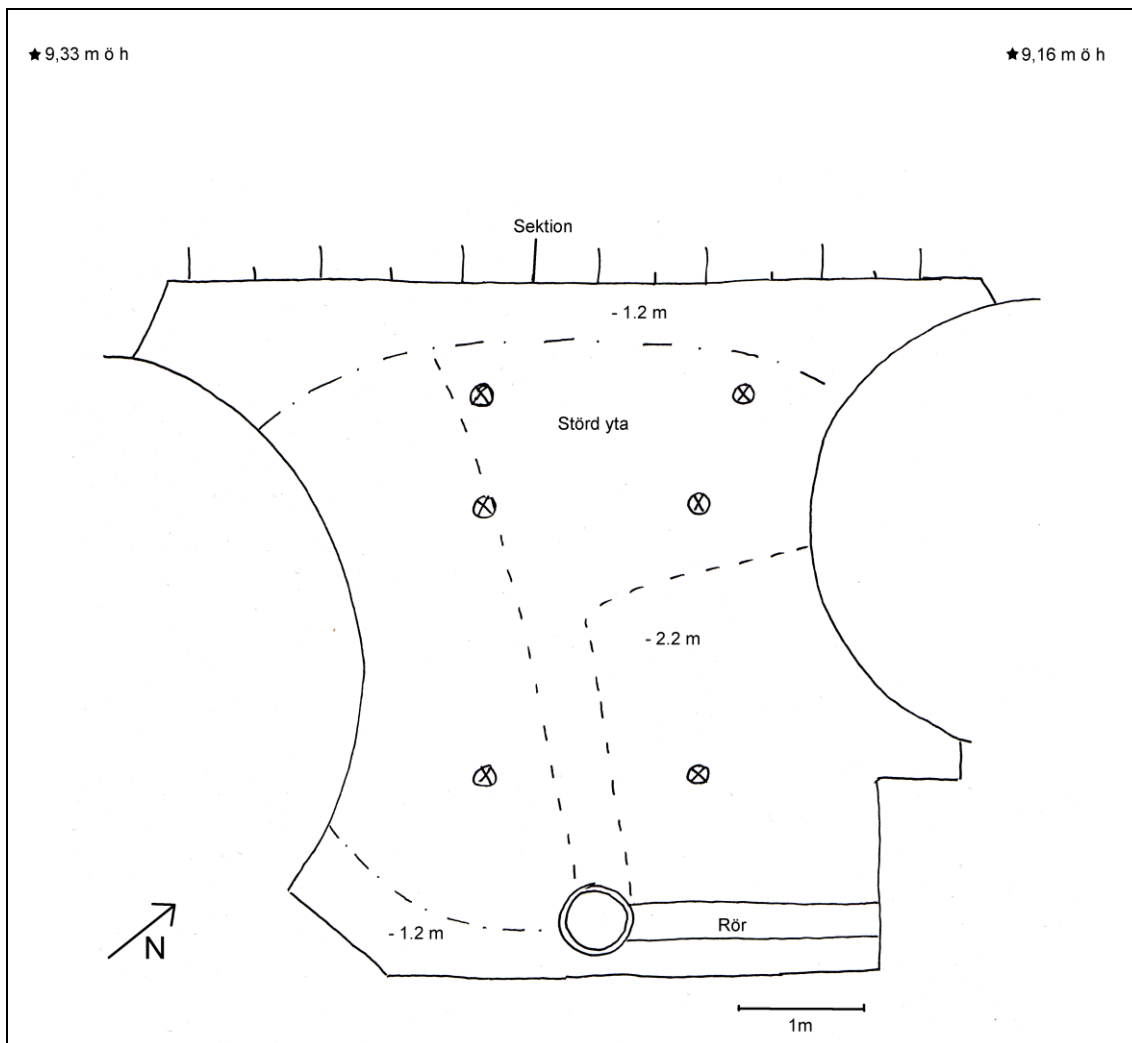 ★ 9,33 m ö h
★ 9,16 m ö h
Sektion
- 1.2 m
Störd yta
- 2.2 m
- 1.2 m
Rör
N
1m